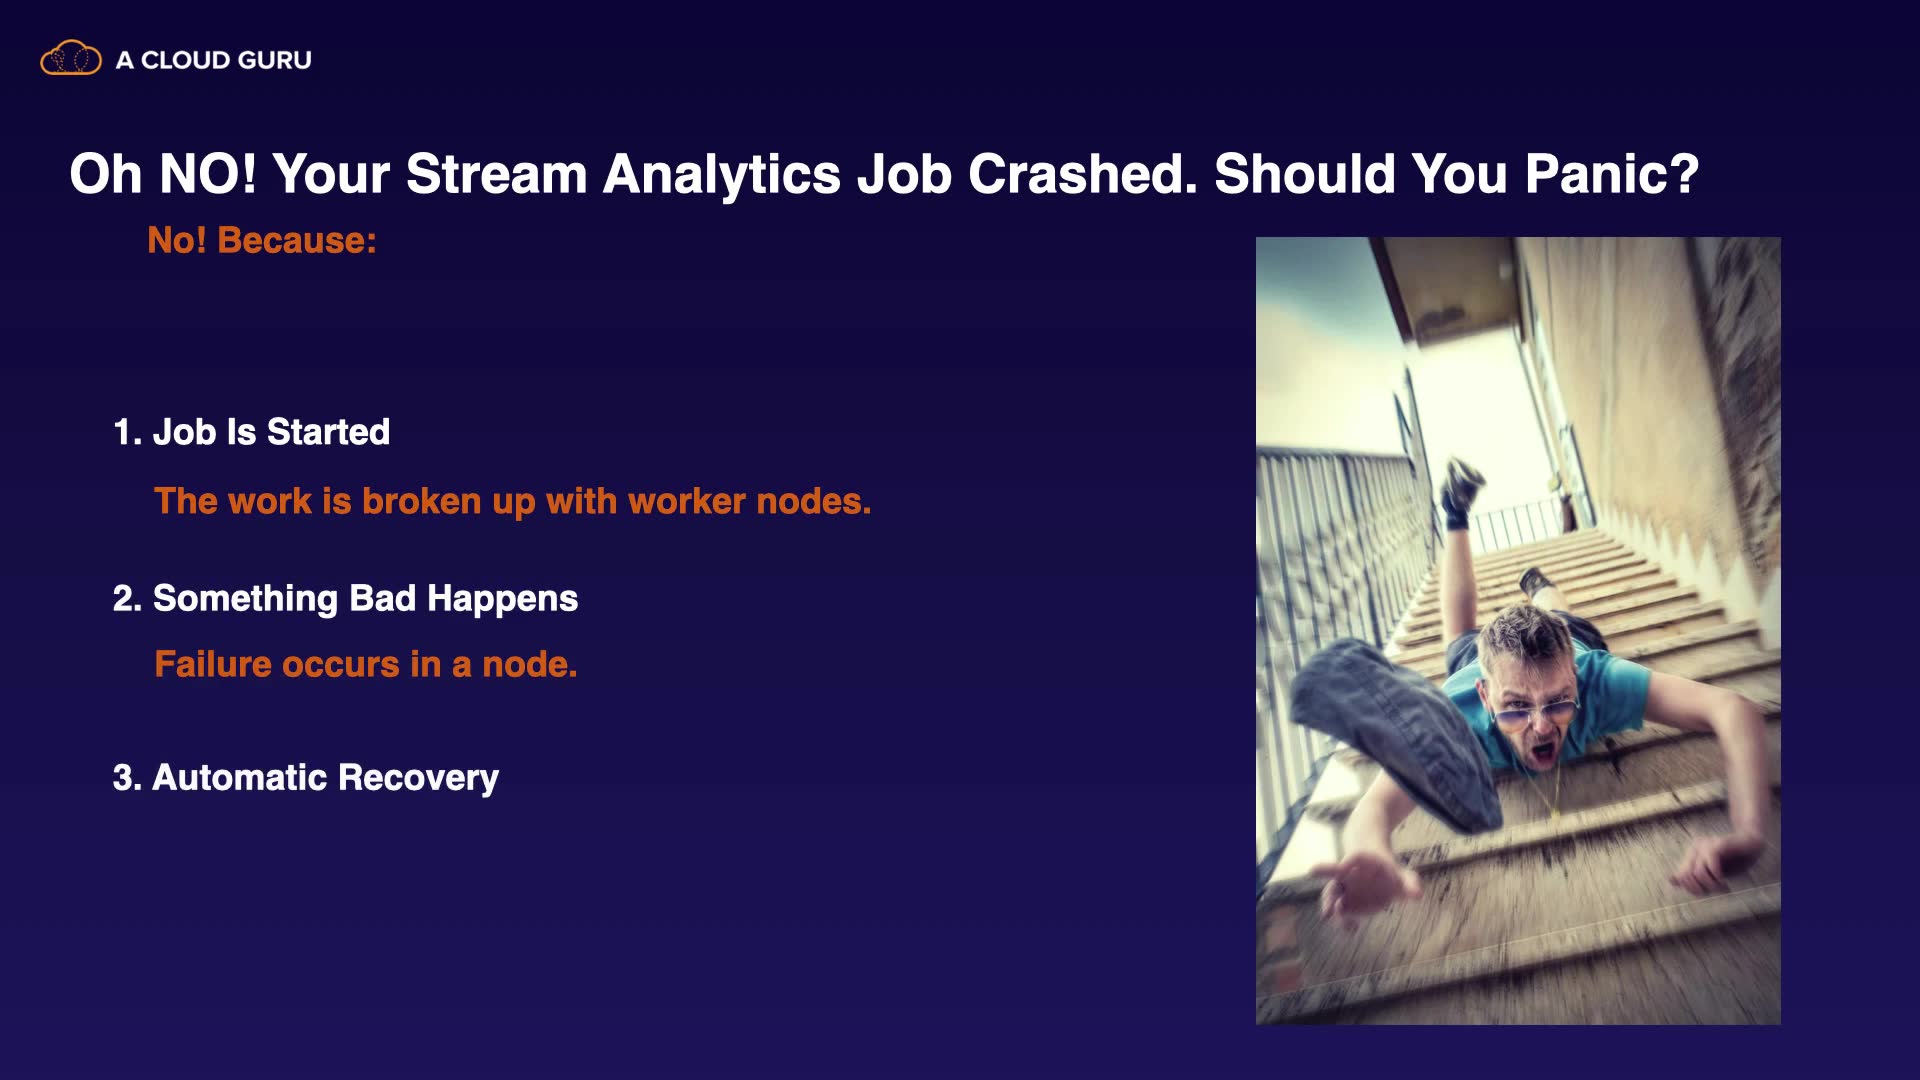 A CLOUD GURU
Oh NO! Your Stream Analytics Job Crashed. Should You Panic?
No! Because:
1. Job Is Started
The work is broken up with worker nodes.
2. Something Bad Happens
Failure occurs in a node.
3. Automatic Recovery